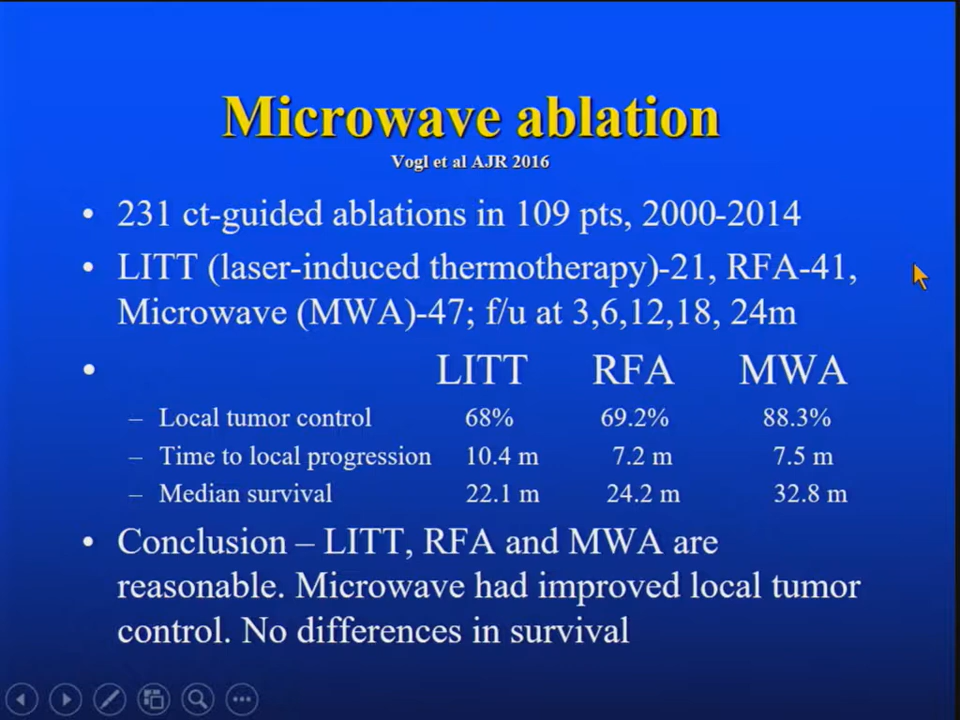 Microwave ablation
Vogl et al AJR 2016
• 231 ct-guided ablations in 109 pts, 2000-2014
• LITT (laser-induced thermotherapy)-21, RFA-41,
Microwave (MWA)-47; f/u at 3,6,12,18, 24m
• LITT RFA MWA
– Local tumor control 68% 69.2% 88.3%
– Time to local progression 10.4 m 7.2 m 7.5 m
– Median survival 22.1 m 24.2 m 32.8 m
• Conclusion – LITT, RFA and MWA are
reasonable. Microwave had improved local tumor
control. No differences in survival